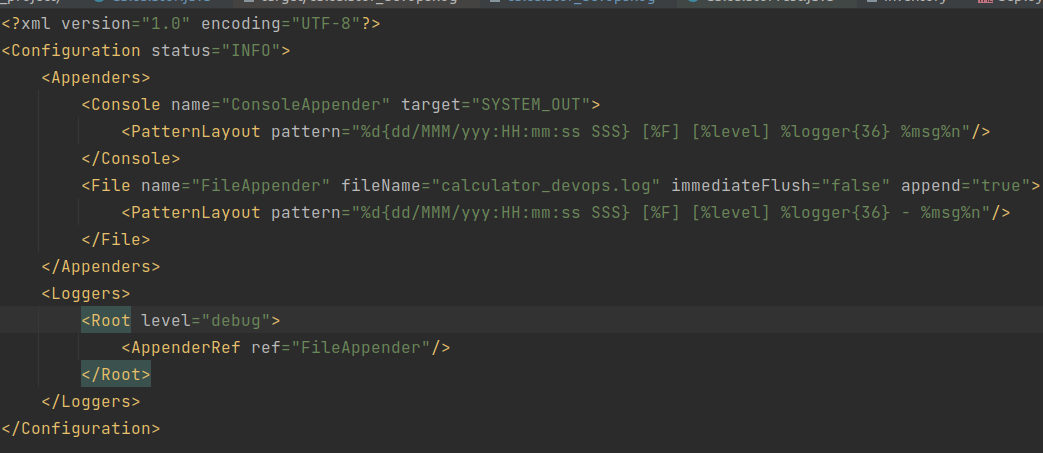 <?xml version="1.0" encoding="UTF-8"?>
<Configuration status="INFO">
    <Appenders>
        <Console name="ConsoleAppender" target="SYSTEM_OUT">
            <PatternLayout pattern="%d{dd/MMM/yyy:HH:mm:ss SSS} [%F] [%level] %logger{36} %msg%n"/>
        </Console>
        <File name="FileAppender" fileName="calculator_devops.log" immediateFlush="false" append="true">
            <PatternLayout pattern="%d{dd/MMM/yyy:HH:mm:ss SSS} [%F] [%level] %logger{36} - %msg%n"/>
        </File>
    </Appenders>
    <Loggers>
        <Root level="debug">
            <AppenderRef ref="FileAppender"/>
        </Root>
    </Loggers>
</Configuration>